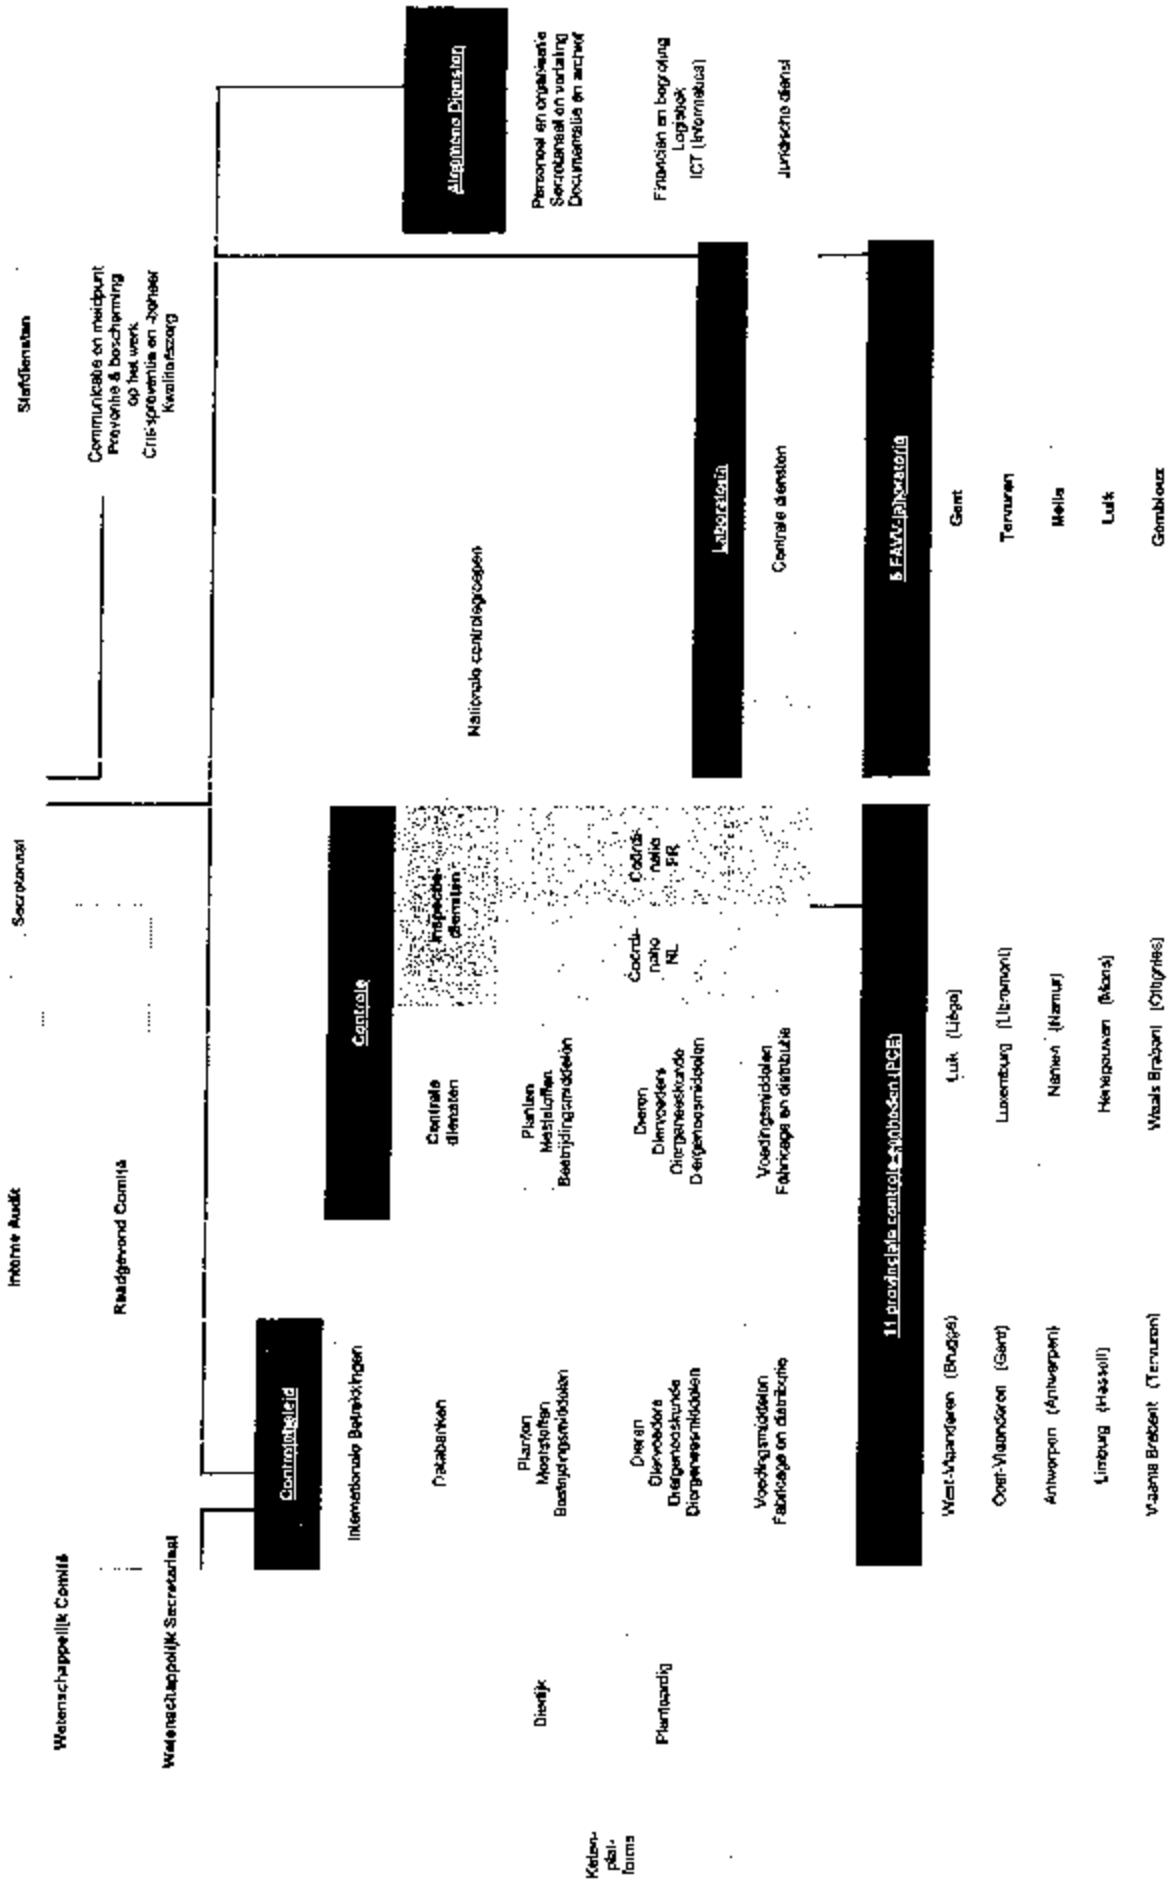 Wetenschappelijk Comité
Wetenschappelijk Secretariaat
Interne Audit
Raadgevend Comité
Secretariaat
Stafdiensten
Communicatie en meldpunt
Preventie & bescherming
op het werk
Crisispreventie en -beheer
Kwaliteitszorg
Controlebeleid
Internationale Betrekkingen
Databanken
Planten
Meststoffen
Bestrijdingsmiddelen
Dieren
Diervoeders
Diergeneeskunde
Diergeneesmiddelen
Voedingsmiddelen
Fabricage en distributie
Controle
Centrale
diensten
Inspectie-
diensten
Planten
Meststoffen
Bestrijdingsmiddelen
Dieren
Diervoeders
Diergeneeskunde
Diergeneesmiddelen
Voedingsmiddelen
Fabricage en distributie
Coördi-
natie
NL
Coördi-
natie
FR
Nationale controlegroepen
Laboratoria
Centrale diensten
Algemene Diensten
Personeel en organisatie
Secretariaat en vertaling
Documentatie en archief
Financiën en begroting
Logistiek
ICT (Informatica)
Juridische dienst
Keten-
plat-
forms
Dierlijk
Plantaardig
11 provinciale controle-eenheden (PCE)
West-Vlaanderen (Brugge)
Luik (Liège)
Oost-Vlaanderen (Gent)
Luxemburg (Libramont)
Antwerpen (Antwerpen)
Namen (Namur)
Limburg (Hasselt)
Henegouwen (Mons)
Vlaams Brabant (Tervuren)
Waals Brabant (Ottignies)
5 FAVV-laboratoria
Gent
Tervuren
Melle
Luik
Gembloux